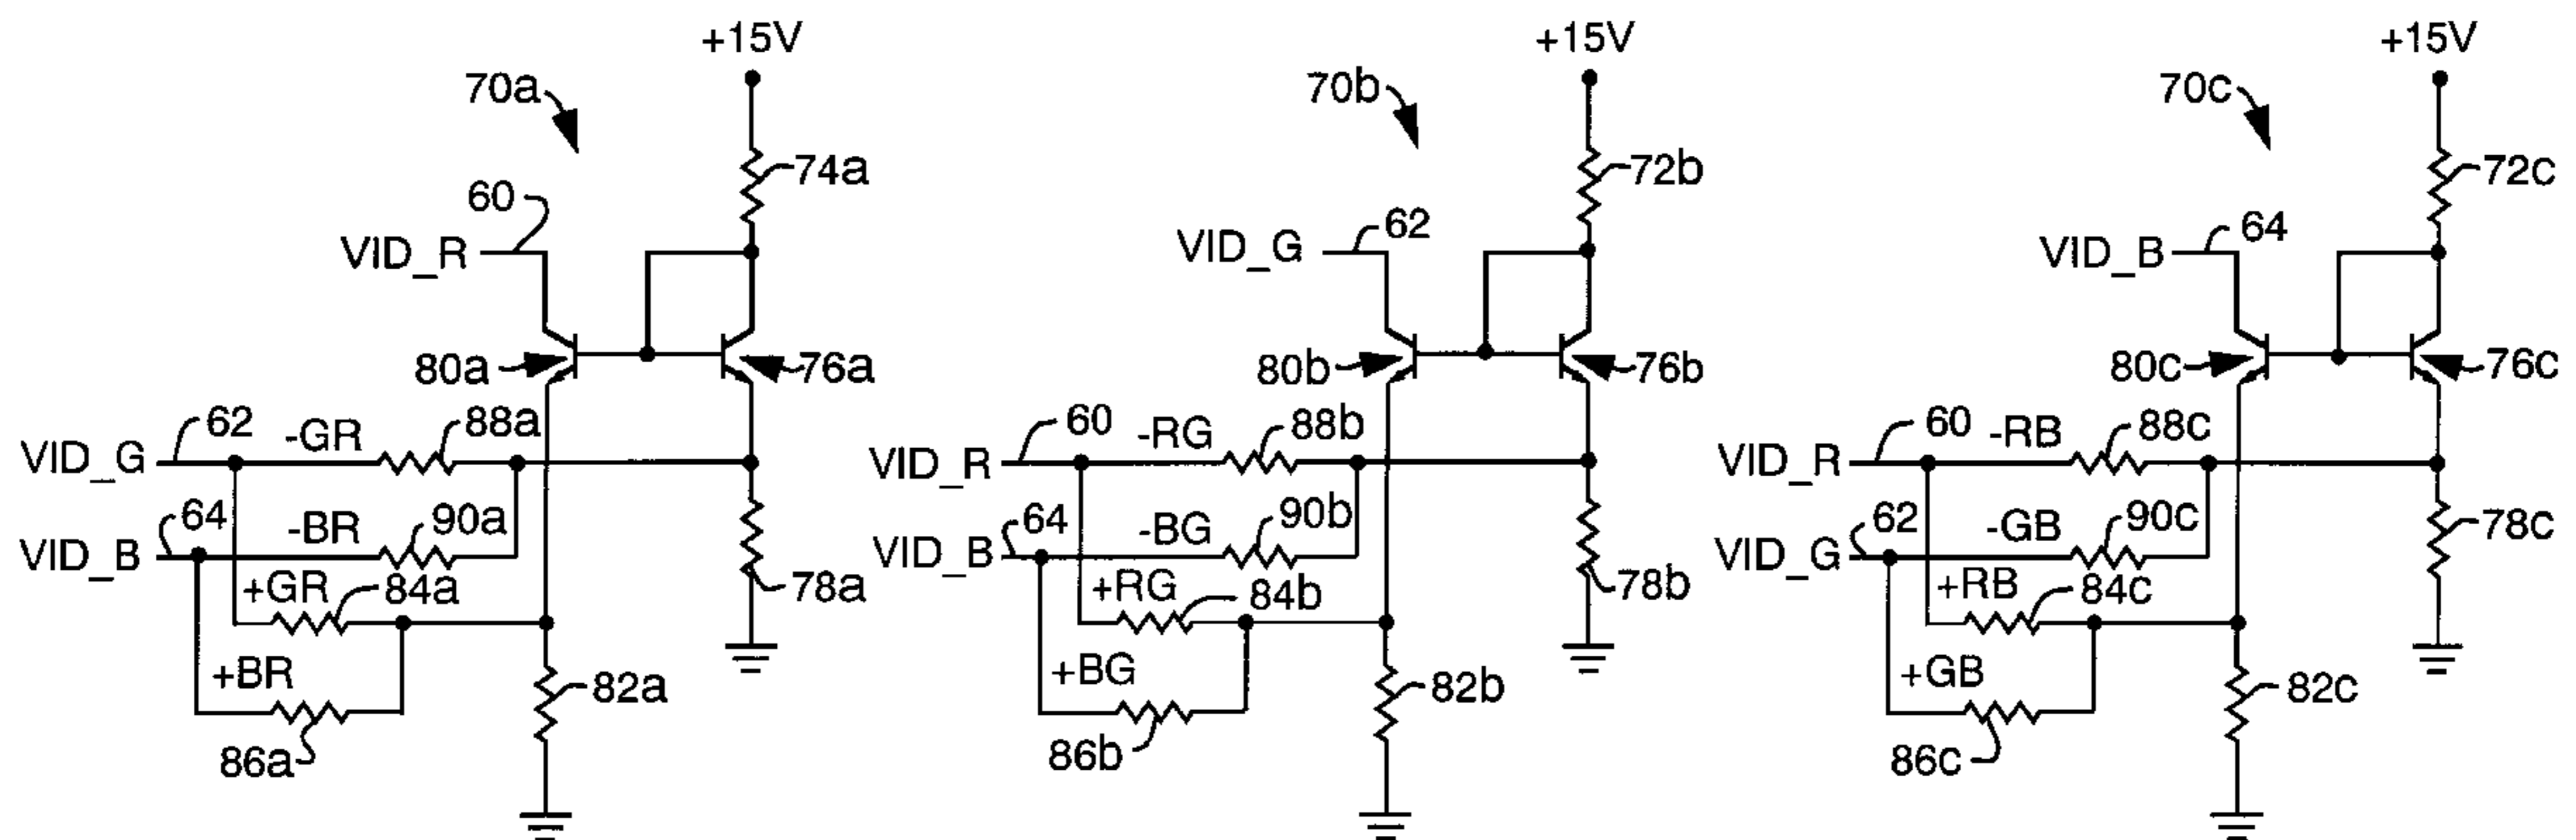 +15V
70a
74a
60
VID_R
80a
76a
VID_G
62
-GR
88a
VID_B
64
-BR
90a
+GR
84a
78a
+BR
82a
86a
+15V
70b
72b
62
VID_G
80b
76b
VID_R
60
-RG
88b
VID_B
64
-BG
90b
+RG
84b
78b
+BG
82b
86b
+15V
70c
72c
64
VID_B
80c
76c
VID_R
60
-RB
88c
VID_G
62
-GB
90c
78c
+RB
84c
+GB
82c
86c